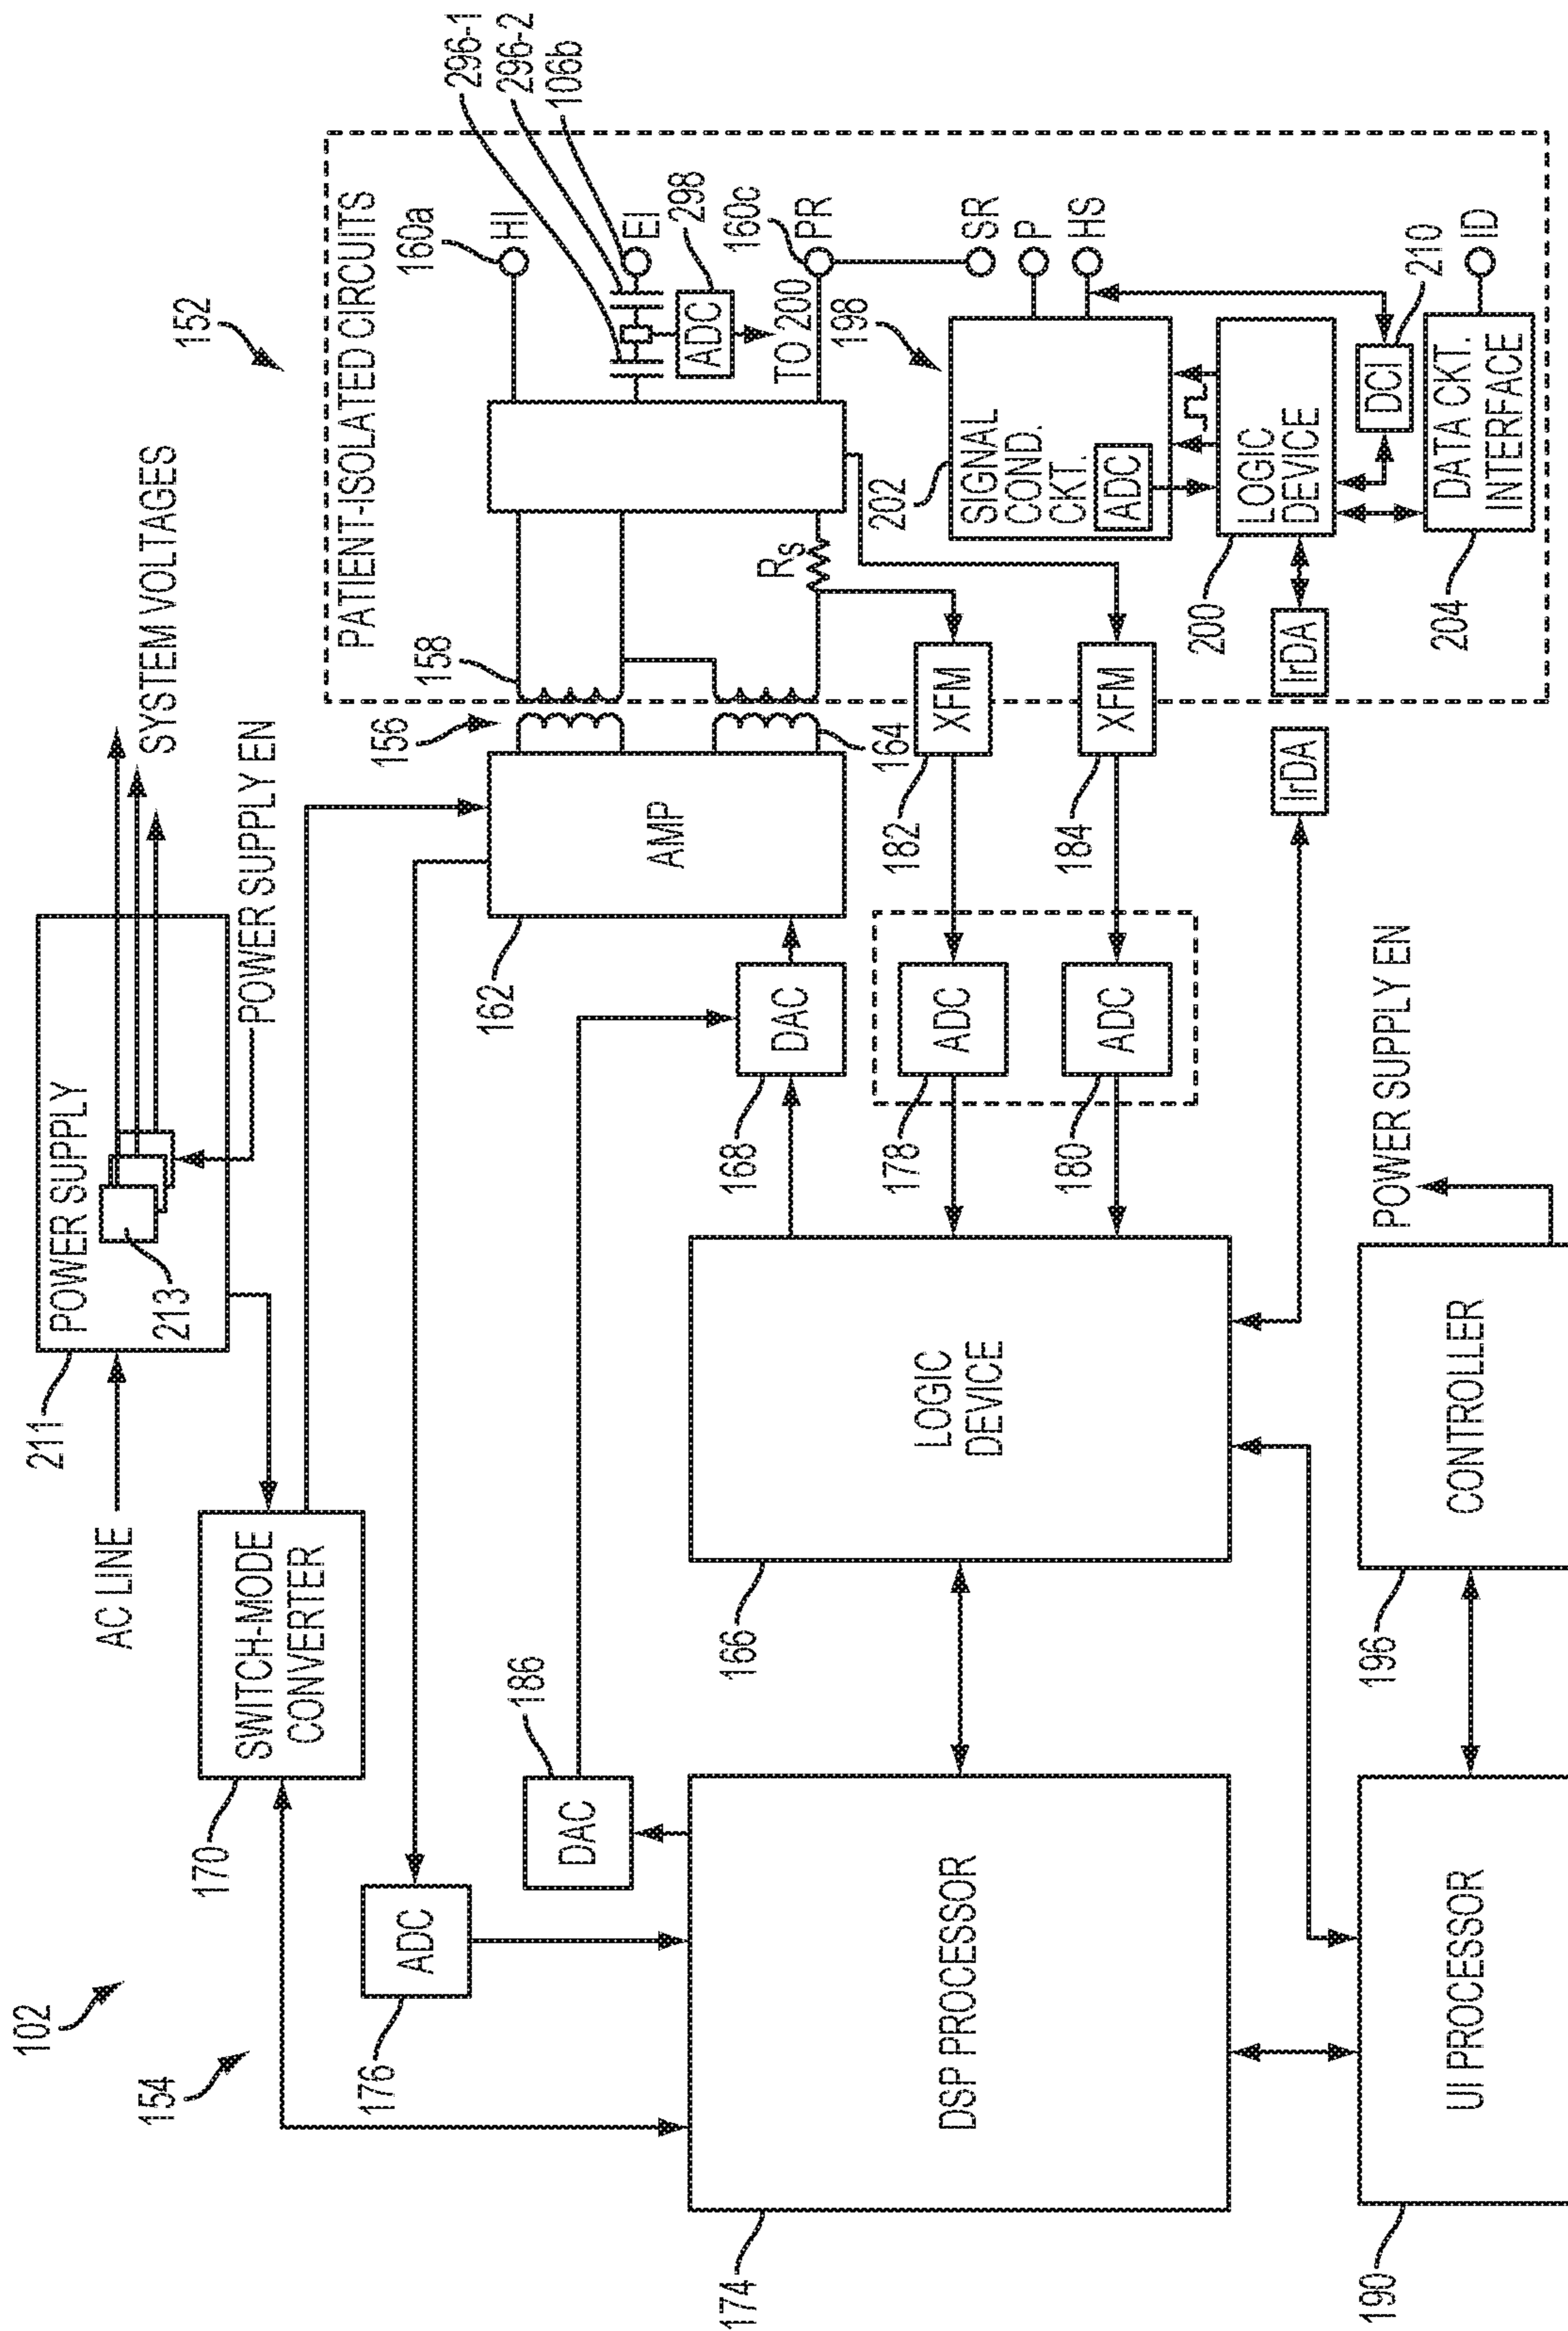 102
154
152
AC LINE
211
POWER SUPPLY
213
SYSTEM VOLTAGES
POWER SUPPLY EN
170
SWITCH-MODE
CONVERTER
176
ADC
186
DAC
162
AMP
156
158
164
PATIENT-ISOLATED CIRCUITS
160a
HI
296-1
296-2
106b
EI
298
ADC
TO 200
160c
PR
RS
SR
P
HS
198
202
SIGNAL
COND.
CKT.
ADC
200
LOGIC
DEVICE
DCI
210
204
DATA CKT.
INTERFACE
ID
IrDA
IrDA
182
XFM
184
XFM
168
DAC
178
ADC
180
ADC
166
LOGIC
DEVICE
174
DSP PROCESSOR
190
UI PROCESSOR
196
CONTROLLER
POWER SUPPLY EN